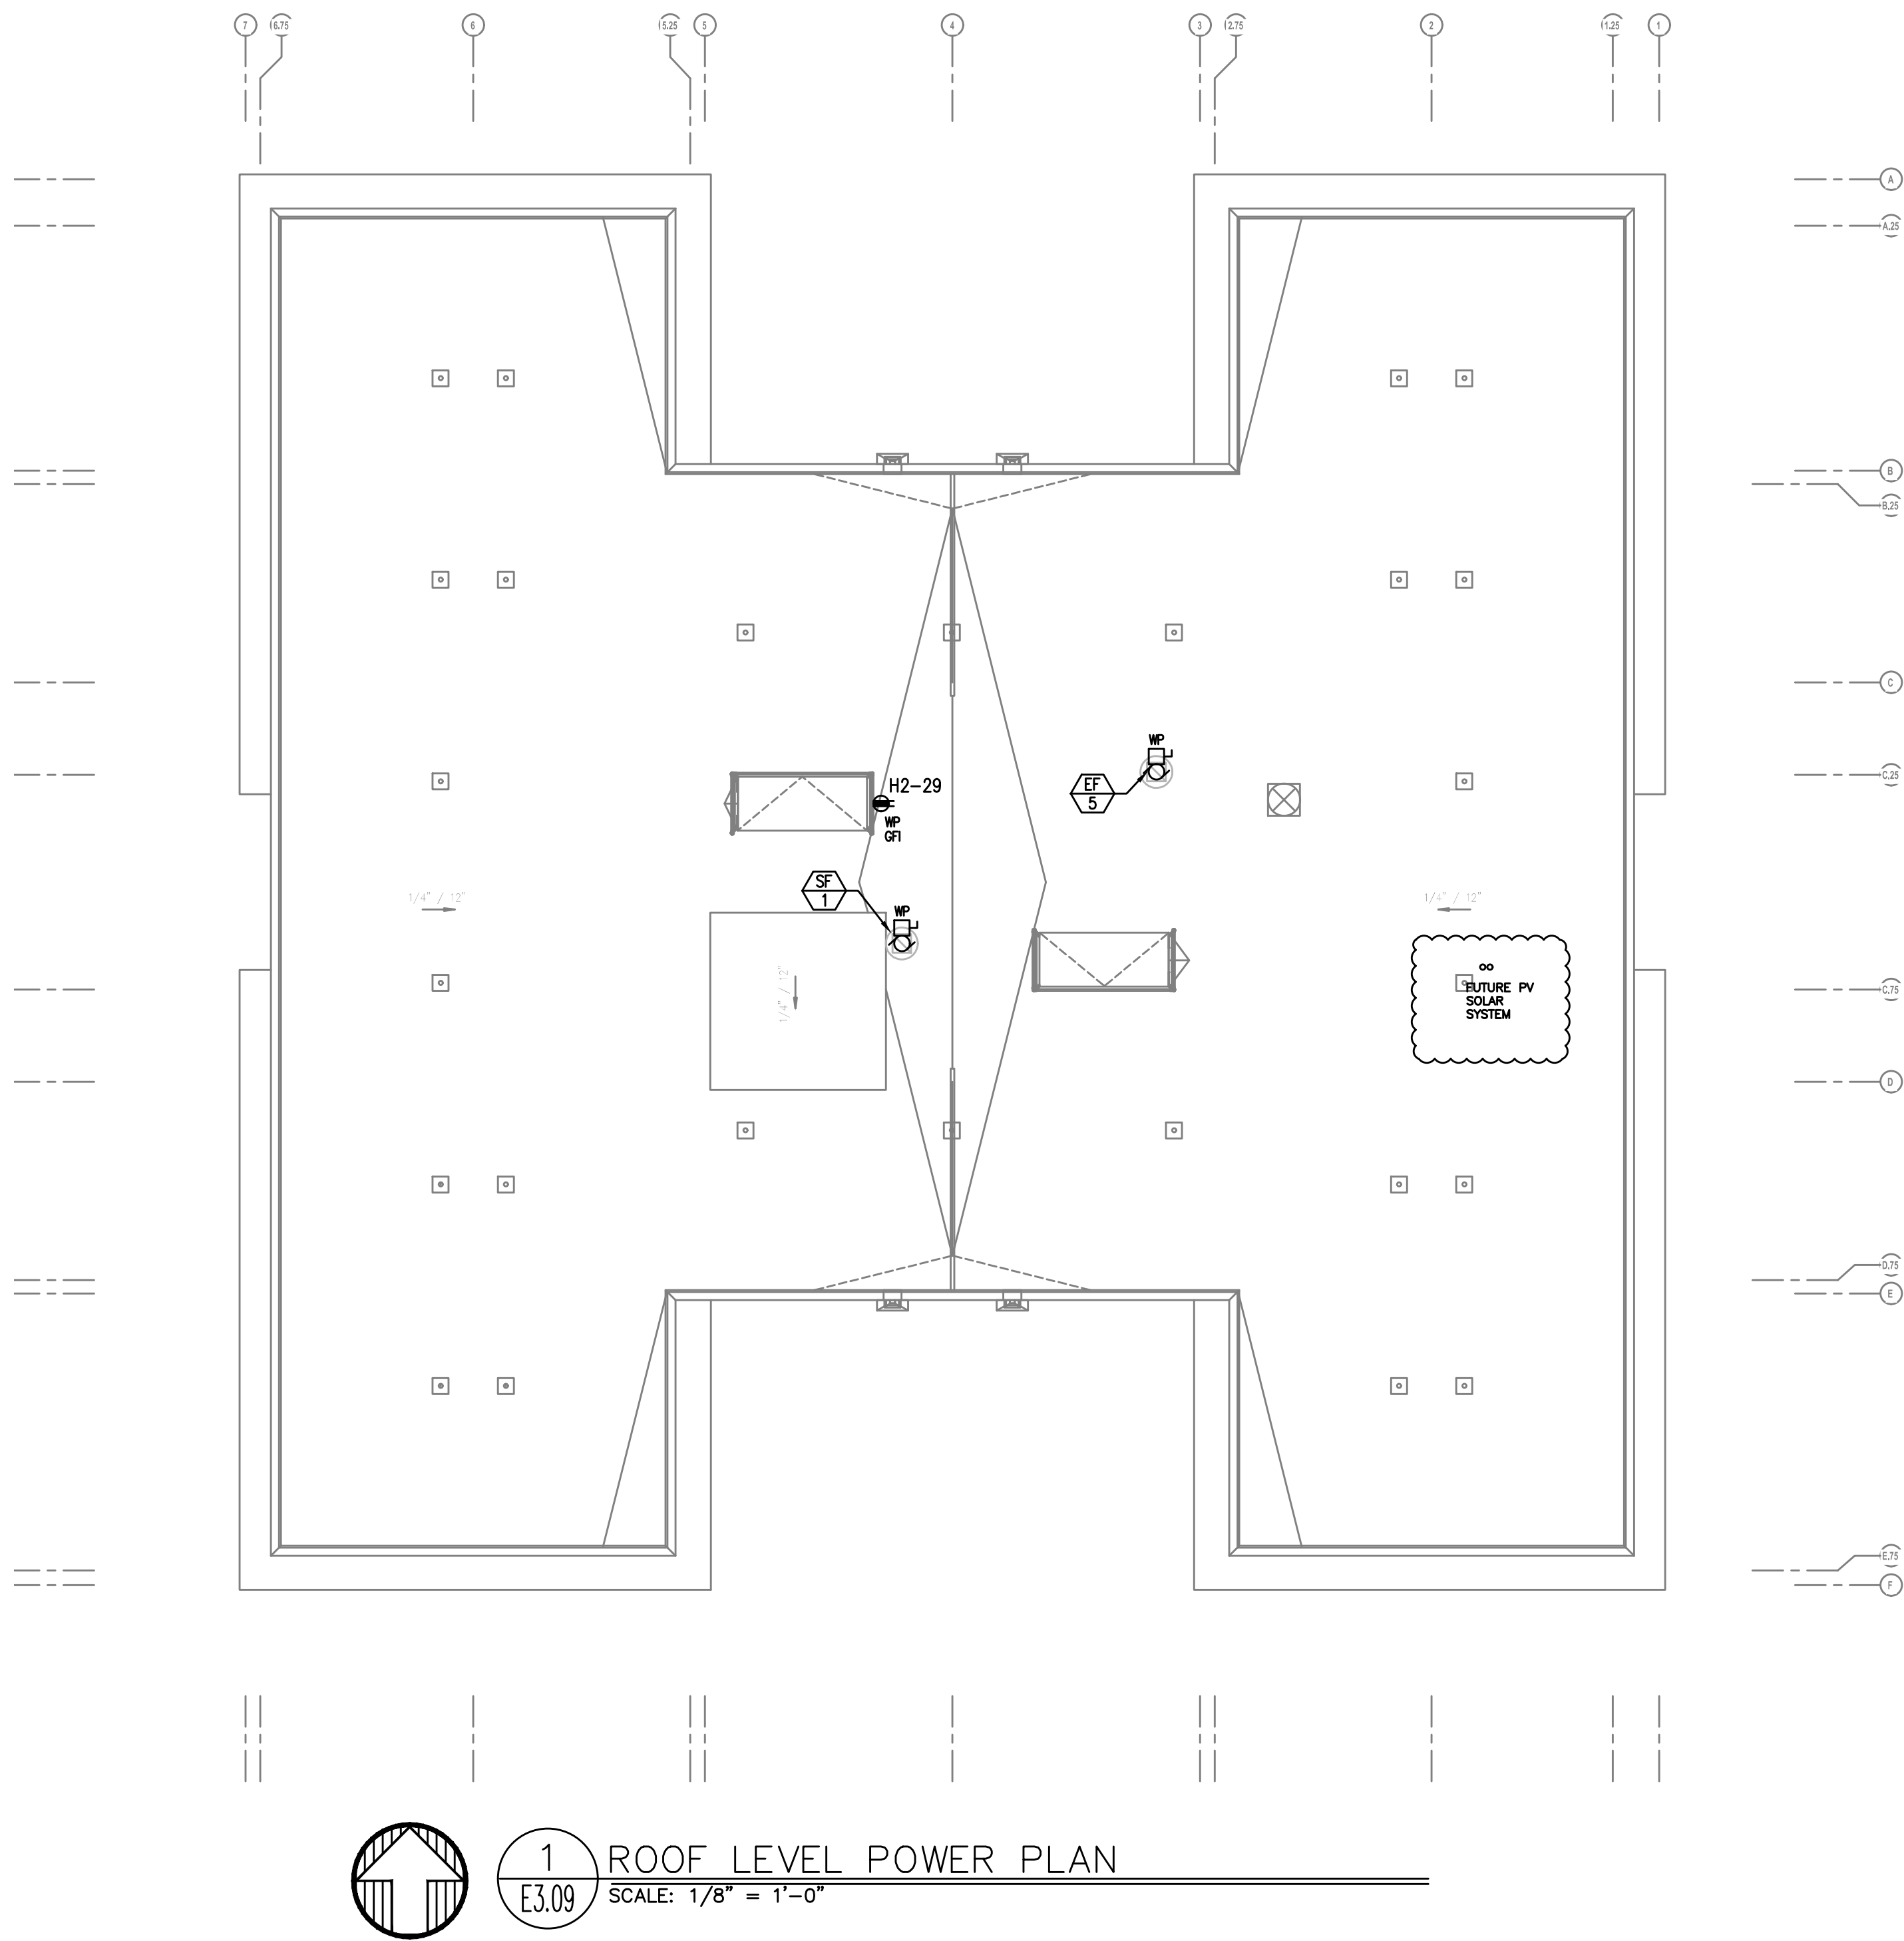 7
6.75
6
5.25
5
4
3
2.75
2
1.25
1
A
A.25
B
B.25
C
WP
C.25
EF
5
H2-29
WP
GFI
SF
1
WP
1/4" / 12"
1/4" / 12"
1/4" / 12"
FUTURE PV
SOLAR
SYSTEM
C.75
D
D.75
E
E.75
F
1
E3.09
ROOF LEVEL POWER PLAN
SCALE: 1/8" = 1'-0"